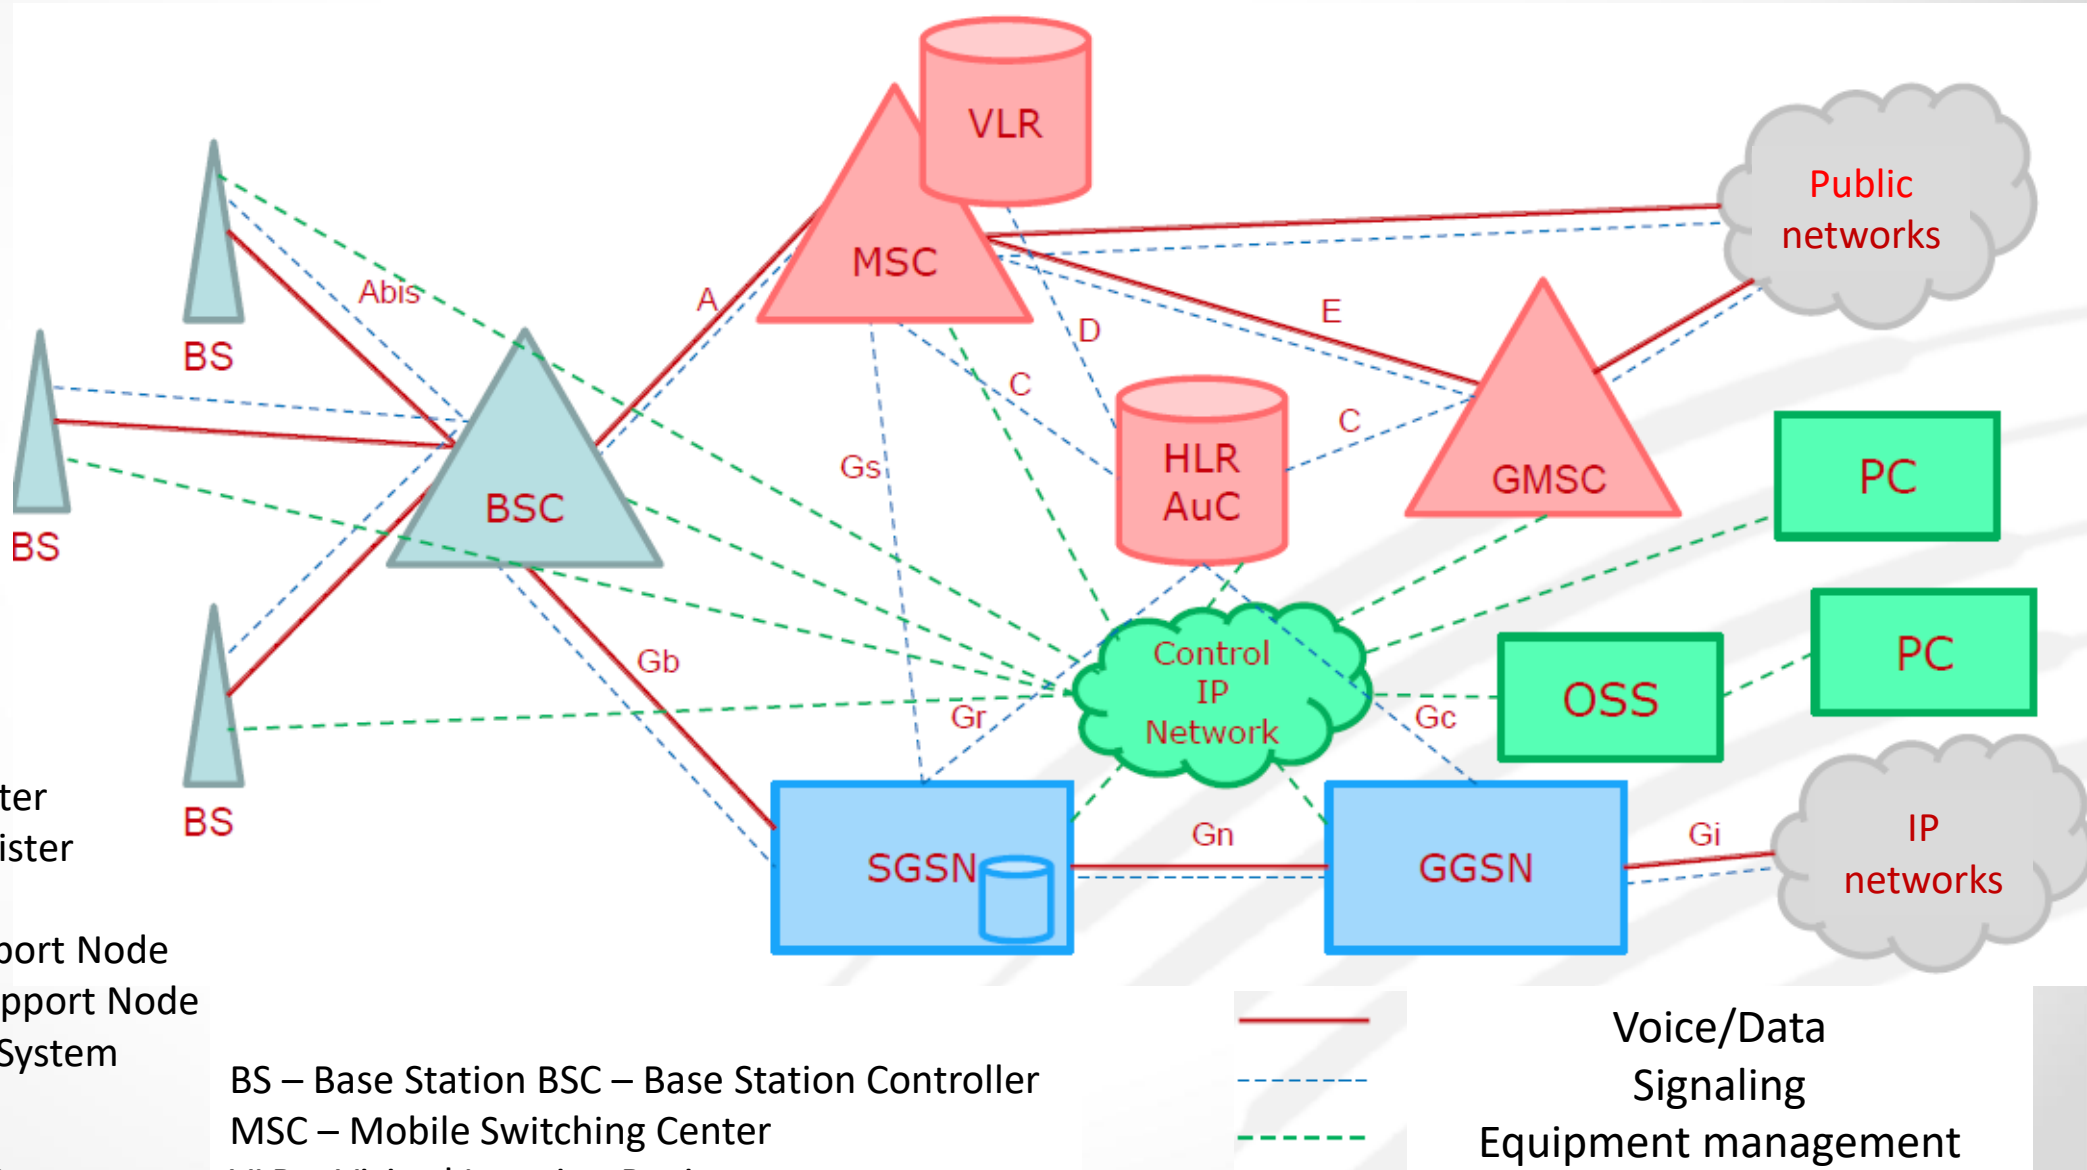 VLR
Public
networks
MSC
Abis
A
E
BS
D
C
C
HLR
AuC
GMSC
PC
Gs
BSC
BS
Control
IP
Network
PC
Gb
OSS
Gr
Gc
BS
Gn
Gi
IP
networks
SGSN
GGSN
ter
ister
port Node
pport Node
System
Voice/Data
Signaling
Equipment management
BS – Base Station BSC – Base Station Controller
MSC – Mobile Switching Center